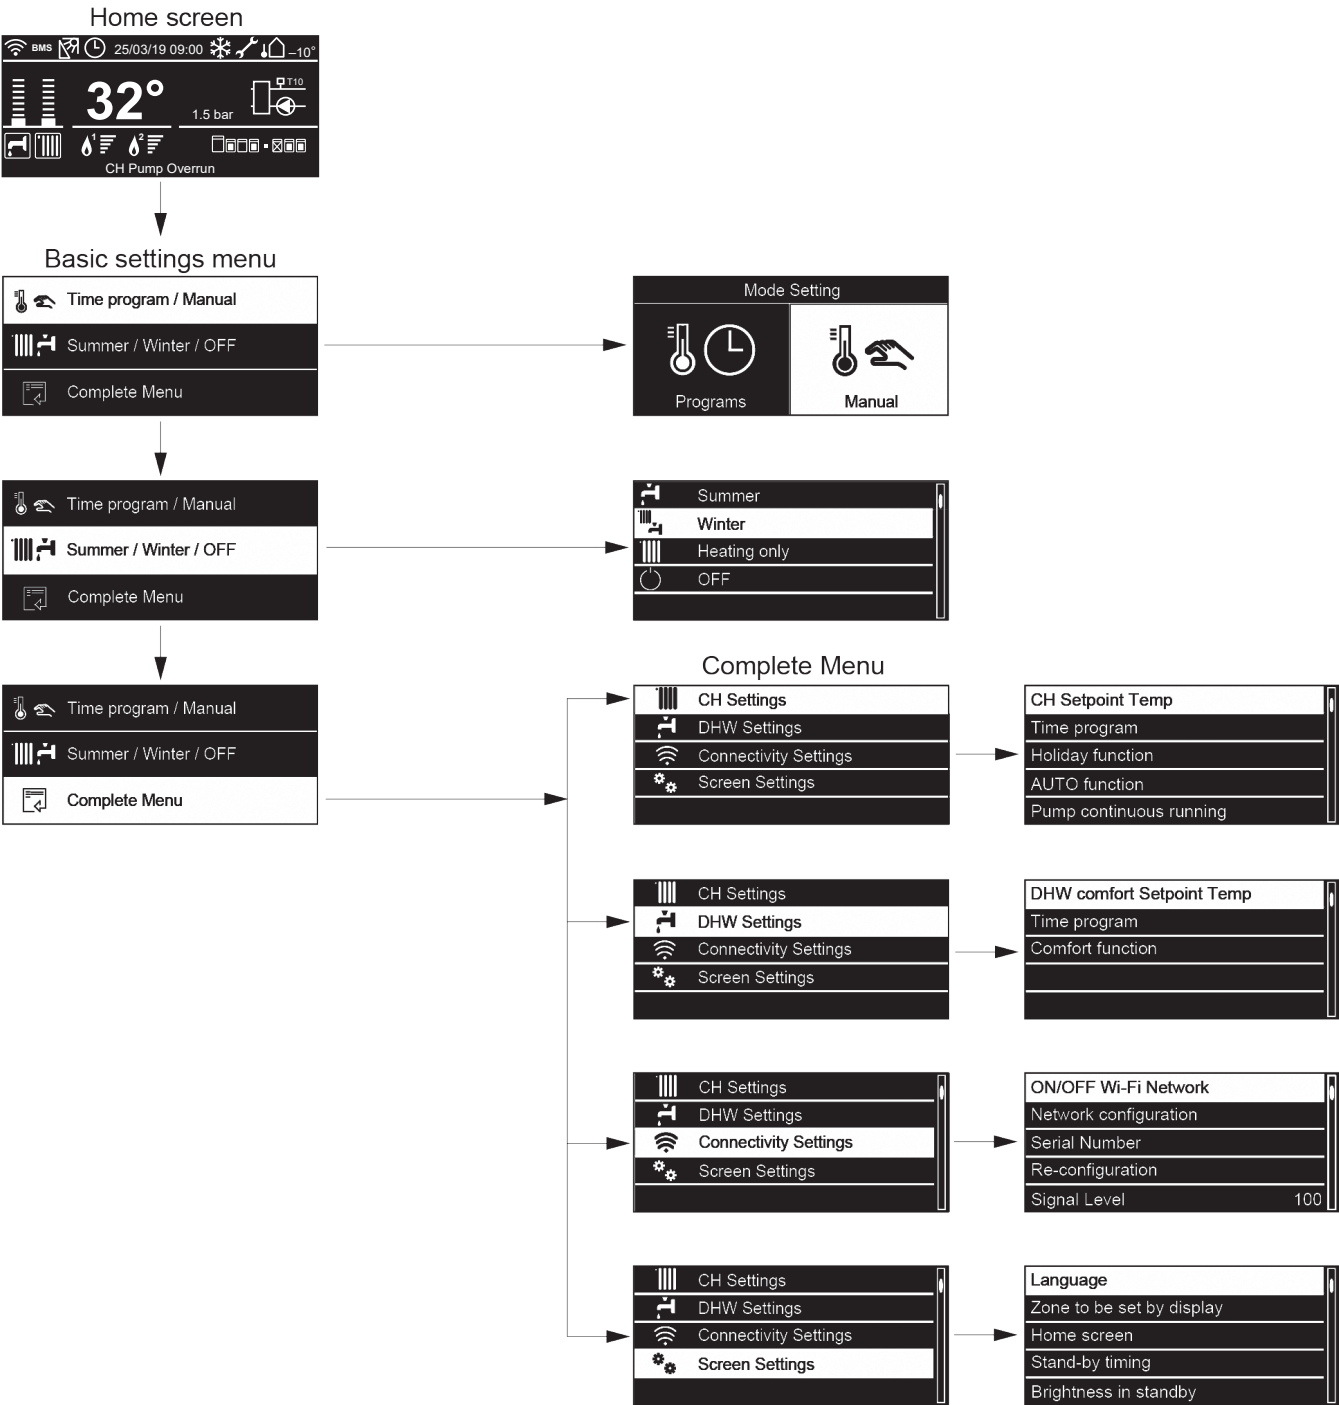 Home screen
BMS 25/03/19 09:00 –10°
T10
32°
1.5 bar
1 2
CH Pump Overrun
Basic settings menu
Time program / Manual
Summer / Winter / OFF
Complete Menu
Mode Setting
Programs Manual
Time program / Manual
Summer / Winter / OFF
Complete Menu
Summer
Winter
Heating only
OFF
Time program / Manual
Summer / Winter / OFF
Complete Menu
Complete Menu
CH Settings
DHW Settings
Connectivity Settings
Screen Settings
CH Setpoint Temp
Time program
Holiday function
AUTO function
Pump continuous running
CH Settings
DHW Settings
Connectivity Settings
Screen Settings
DHW comfort Setpoint Temp
Time program
Comfort function
CH Settings
DHW Settings
Connectivity Settings
Screen Settings
ON/OFF Wi-Fi Network
Network configuration
Serial Number
Re-configuration
Signal Level 100
CH Settings
DHW Settings
Connectivity Settings
Screen Settings
Language
Zone to be set by display
Home screen
Stand-by timing
Brightness in standby